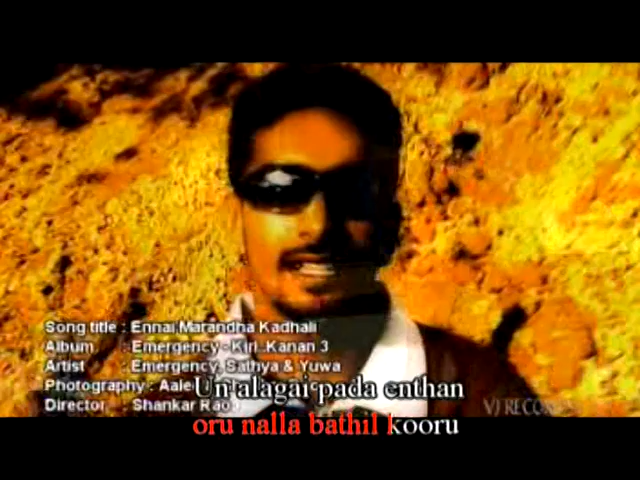 Song title : Ennai Marandha Kadhali
Album : Emergency - Kiri..Kanan 3
Artist : Emergency, Sathya & Yuwa
Photography :
Director : Shankar Rao
Un alagai pada enthan
oru nalla bathil kooru
VJ RECORDS